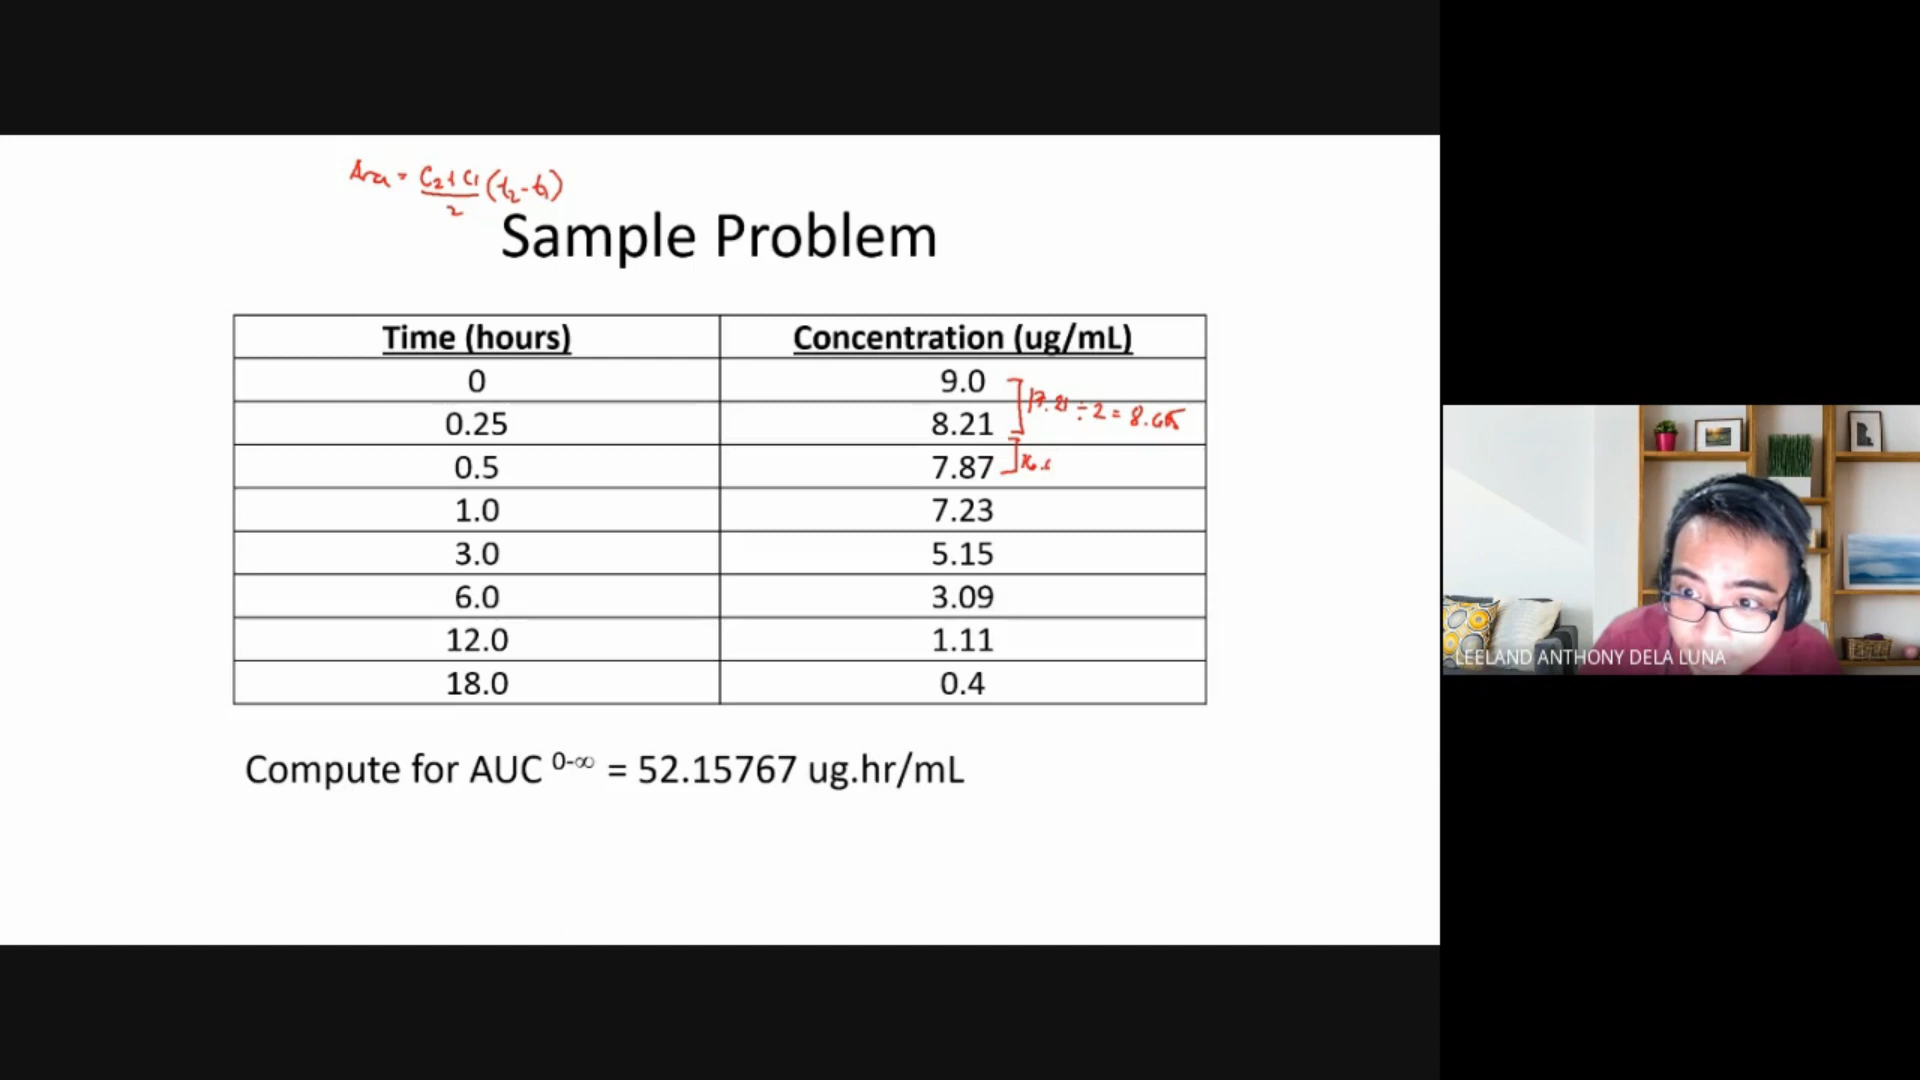 Area = C2 + C1 (t2 - t1)
2
Sample Problem
Time (hours) Concentration (ug/mL)
0 9.0
17.21 ÷ 2 = 8.605
0.25 8.21
0.5 7.87 16.0
1.0 7.23
3.0 5.15
6.0 3.09
12.0 1.11
18.0 0.4
Compute for AUC 0-∞ = 52.15767 ug.hr/mL
LEELAND ANTHONY DELA LUNA